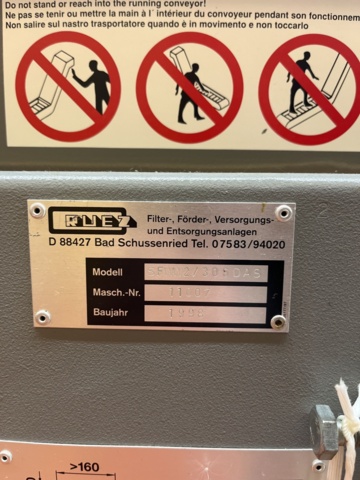 Do not stand or reach into the running conveyor!
Ne pas se tenir ou mettre la main à l' intérieur du convoyeur pendant son fonctionnem
Non salire sul nastro trasportatore quando è in movimento e non toccarlo
Filter-, Förder-, Versorgungs-
und Entsorgungsanlagen
D 88427 Bad Schussenried Tel. 07583/94020
Modell
Masch.-Nr.
Baujahr
>160